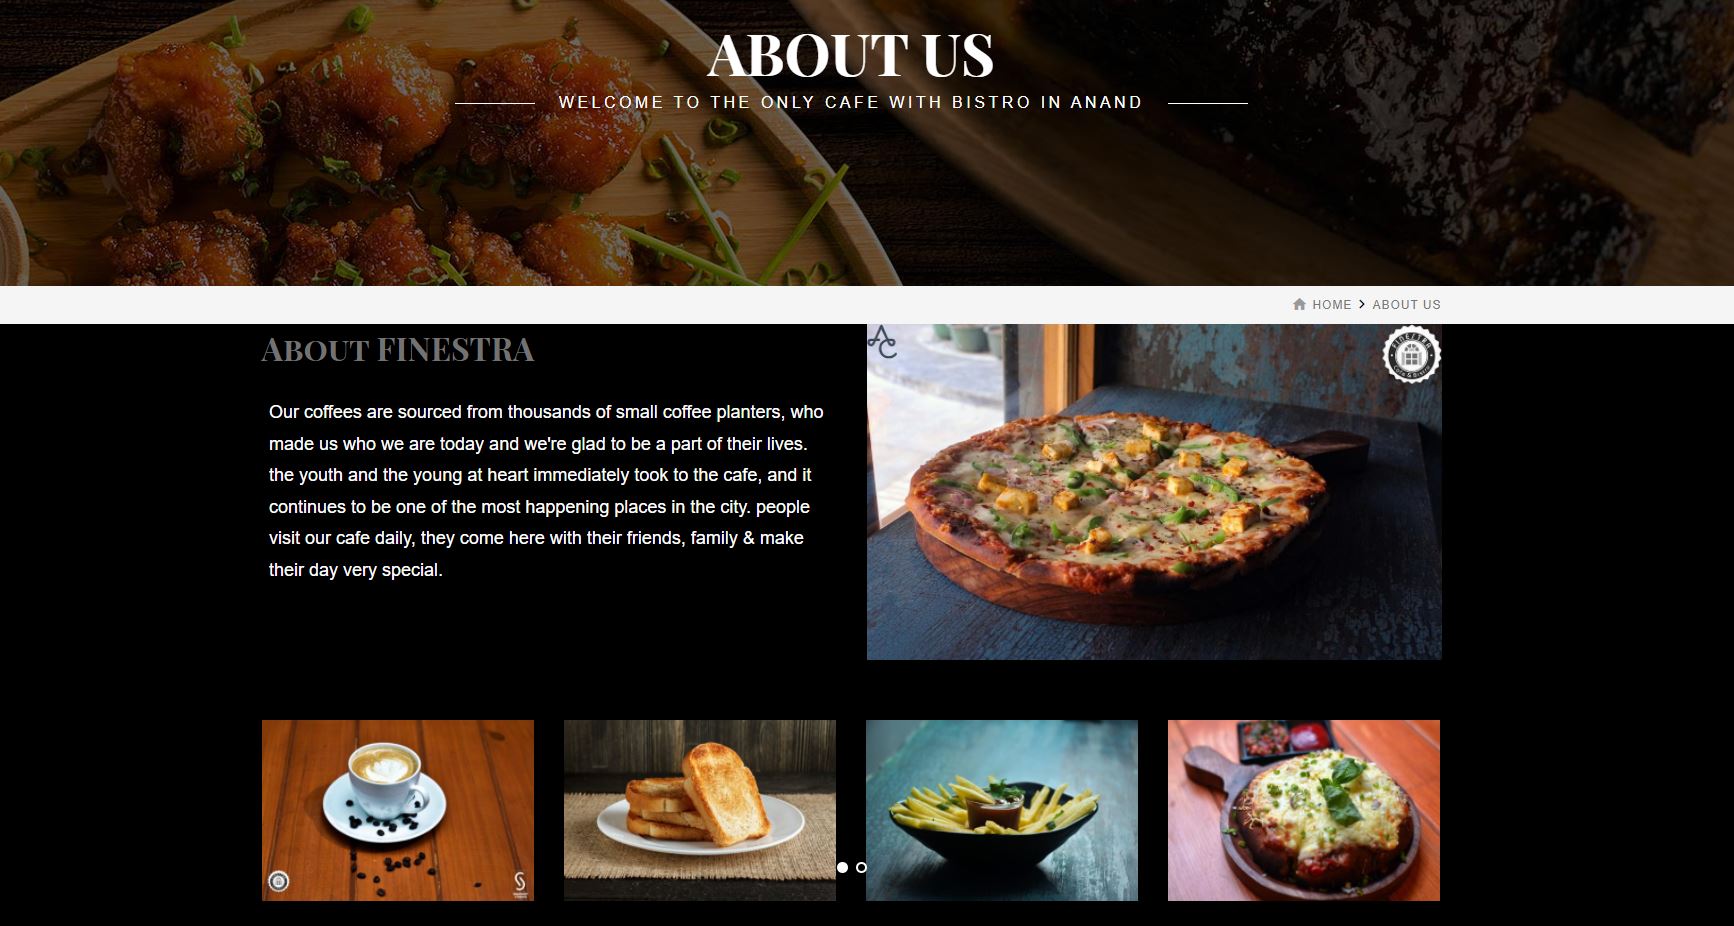 ABOUT US
WELCOME TO THE ONLY CAFE WITH BISTRO IN ANAND
HOME > ABOUT US
ABOUT FINESTRA
Our coffees are sourced from thousands of small coffee planters, who
made us who we are today and we're glad to be a part of their lives.
the youth and the young at heart immediately took to the cafe, and it
continues to be one of the most happening places in the city. people
visit our cafe daily, they come here with their friends, family & make
their day very special.
AC
FINESTRA
Cafe & Bistro
S